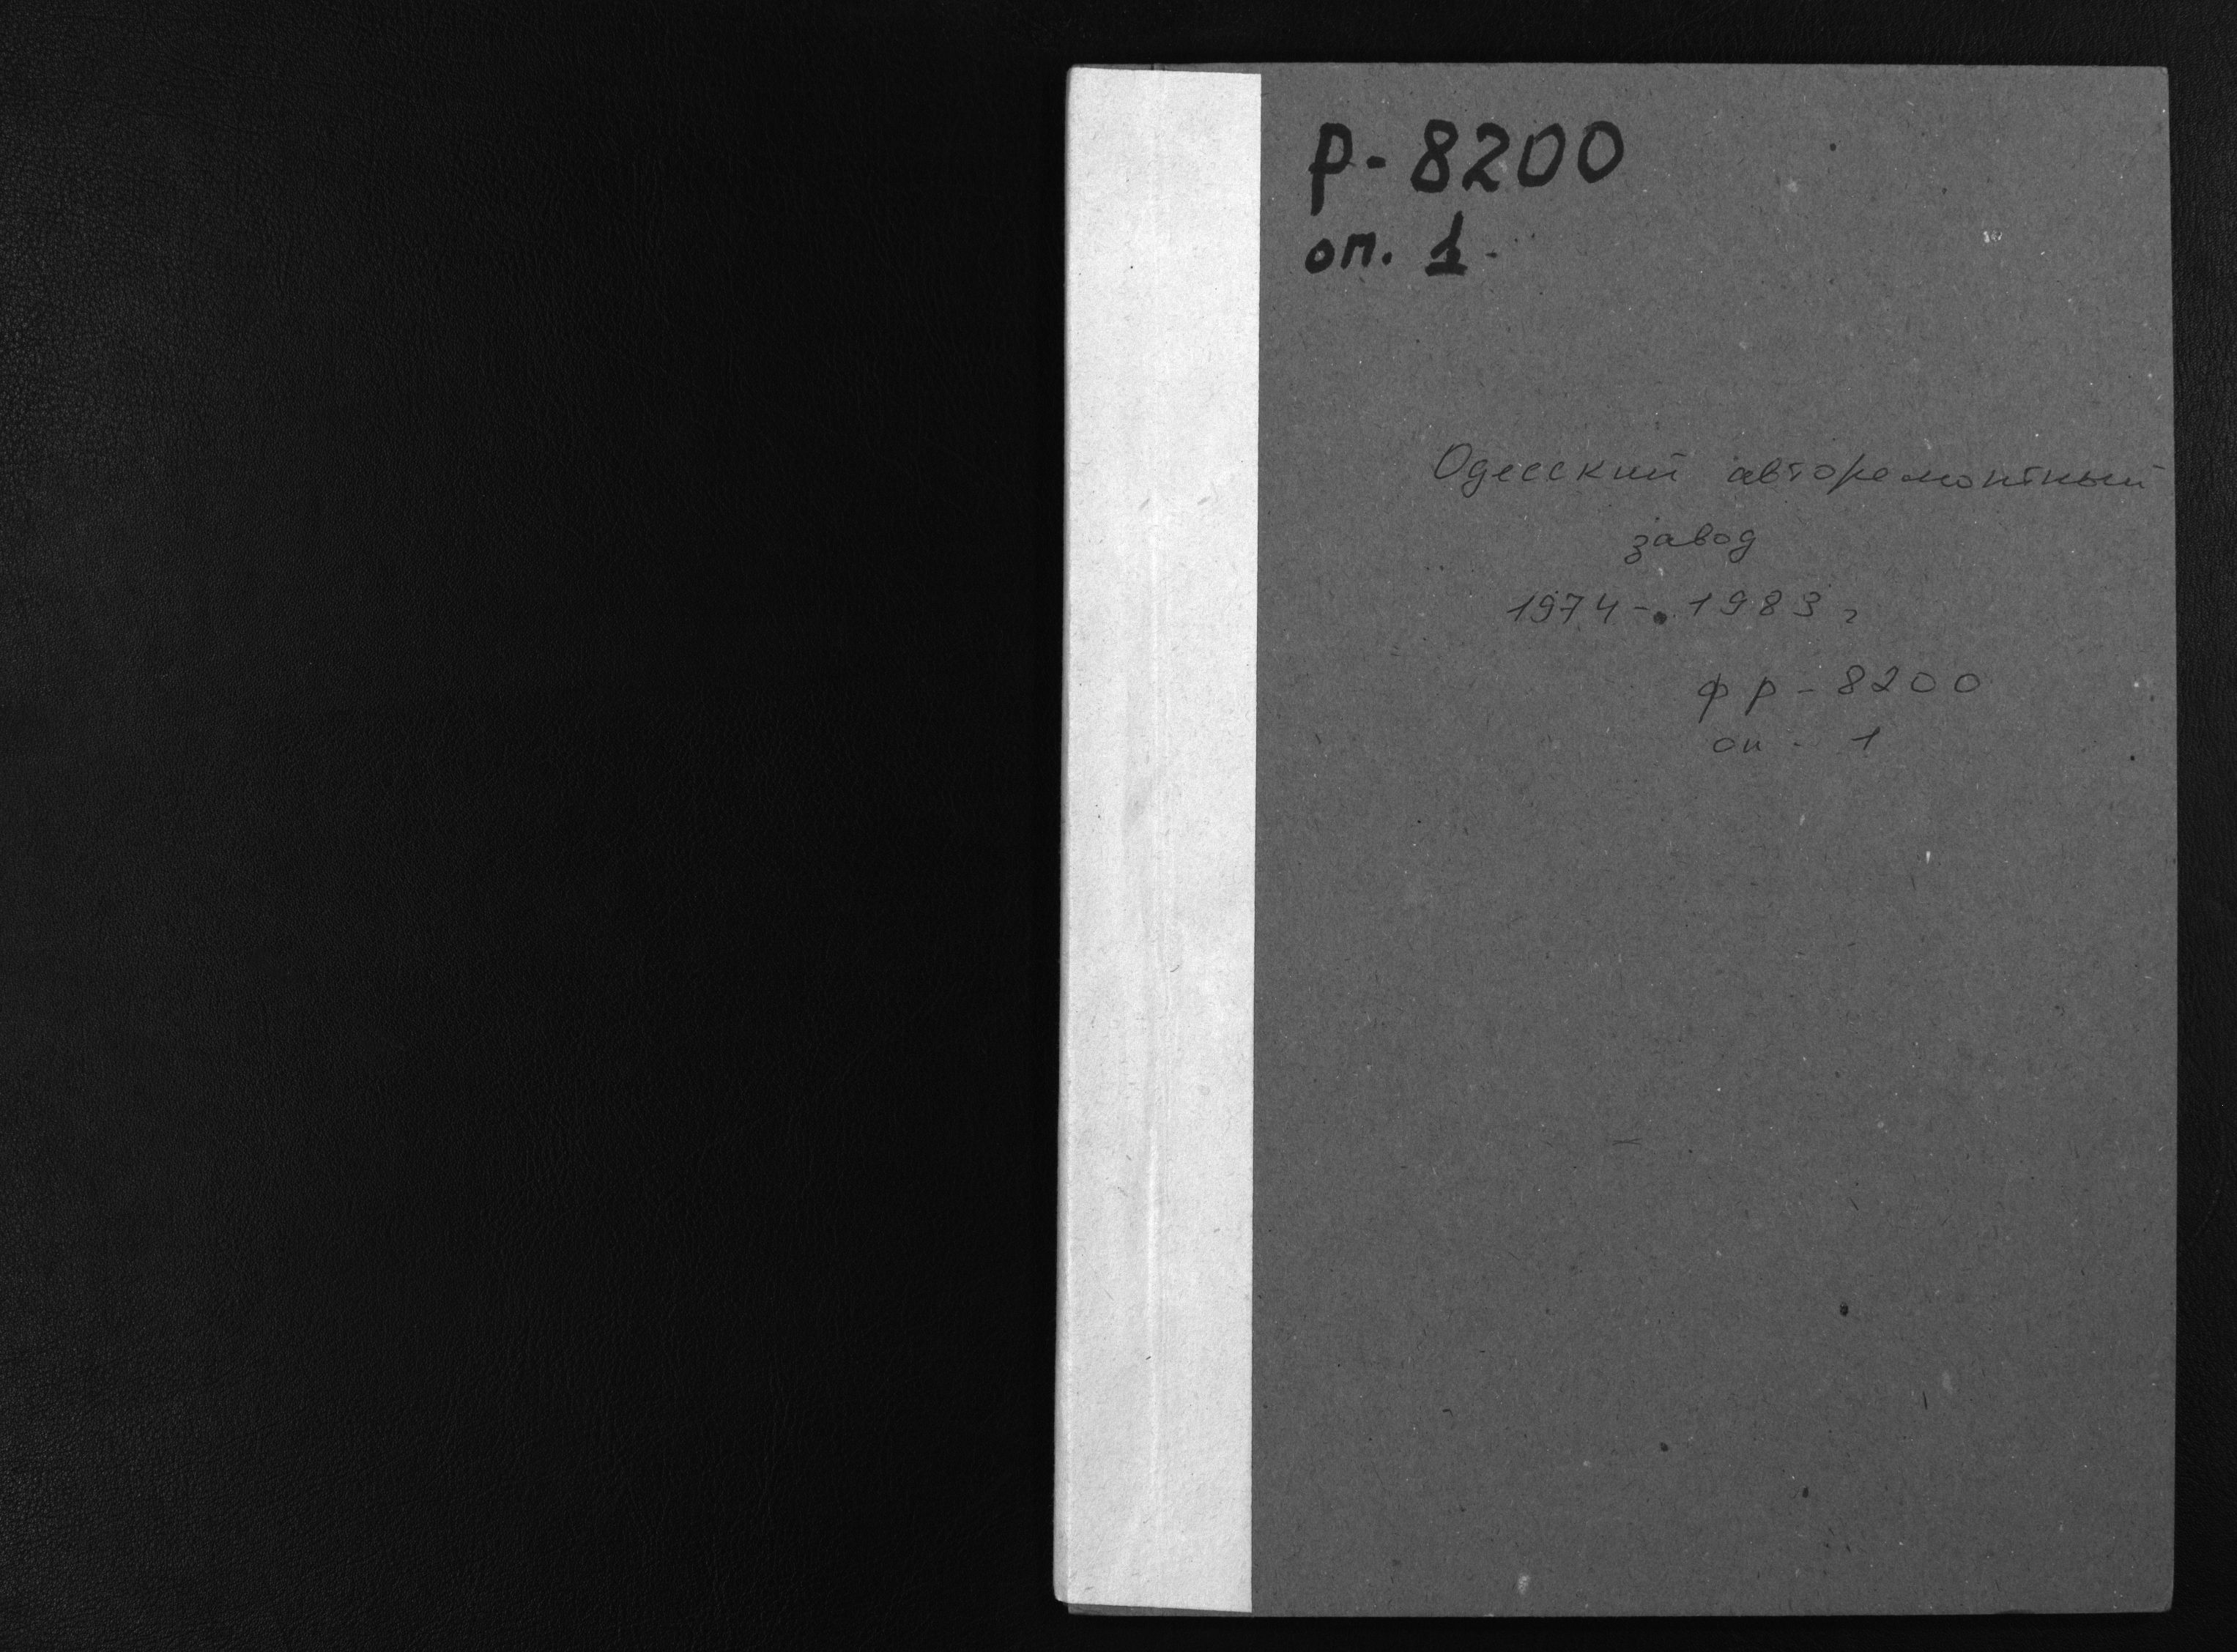 р-8200
оп. 1.
Одесский авторемонтный
завод
1974-1983 г
ф р-8200
оп. 1